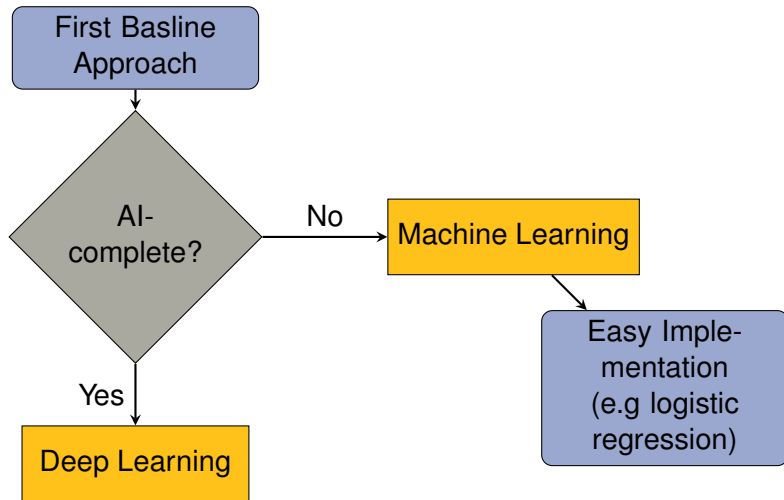 First Basline
Approach
AI-
complete?
No
Machine Learning
Easy Imple-
mentation
(e.g logistic
regression)
Yes
Deep Learning